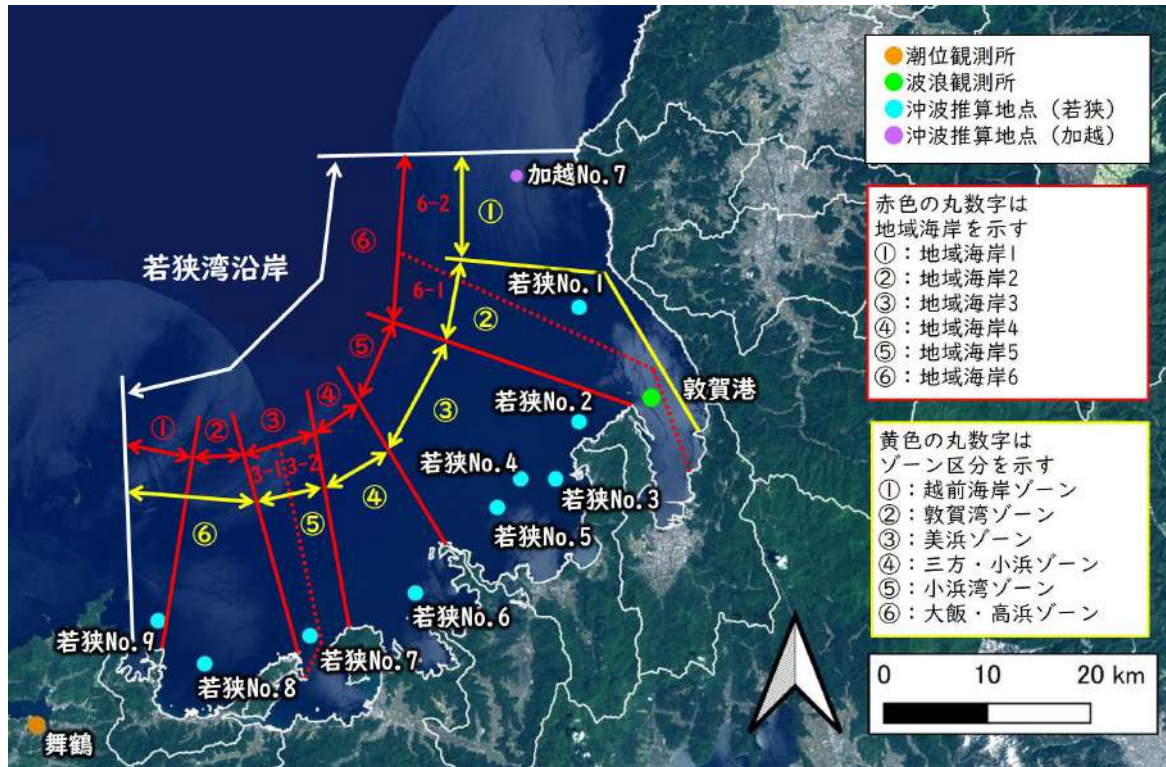 潮位観測所
波浪観測所
沖波推算地点（若狭）
沖波推算地点（加越）
赤色の丸数字は
地域海岸を示す
①：地域海岸1
②：地域海岸2
③：地域海岸3
④：地域海岸4
⑤：地域海岸5
⑥：地域海岸6
黄色の丸数字は
ゾーン区分を示す
①：越前海岸ゾーン
②：敦賀湾ゾーン
③：美浜ゾーン
④：三方・小浜ゾーン
⑤：小浜湾ゾーン
⑥：大飯・高浜ゾーン
0 10 20 km
加越No.7
6-2
①
⑥
若狭湾沿岸
若狭No.1
6-1
②
⑤
敦賀港
④
若狭No.2
③
③
②
①
若狭No.4
3-1
3-2
④
若狭No.3
⑤
⑥
若狭No.5
若狭No.6
若狭No.9
若狭No.7
若狭No.8
舞鶴